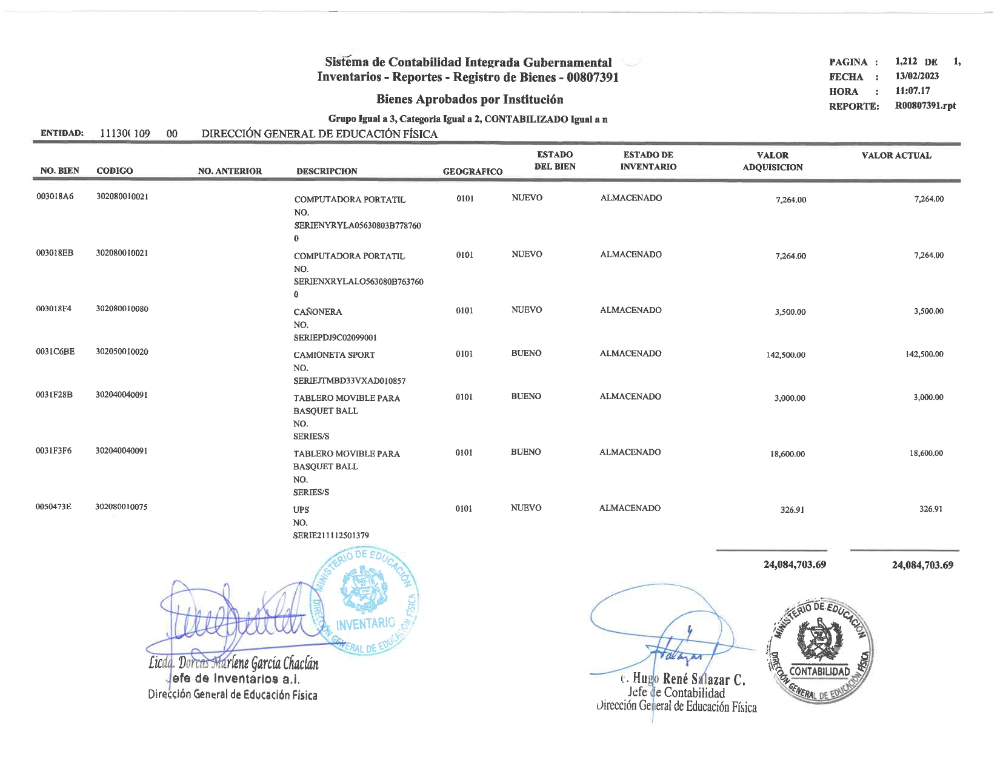 Sistema de Contabilidad Integrada Gubernamental
Inventarios - Reportes - Registro de Bienes - 00807391
Bienes Aprobados por Institución
Grupo Igual a 3, Categoria Igual a 2, CONTABILIZADO Igual a n
PAGINA : 1,212 DE 1,
FECHA : 13/02/2023
HORA : 11:07.17
REPORTE: R00807391.rpt
ENTIDAD: 11130( 109 00 DIRECCIÓN GENERAL DE EDUCACIÓN FÍSICA
NO. BIEN CODIGO NO. ANTERIOR DESCRIPCION GEOGRAFICO ESTADO DEL BIEN ESTADO DE INVENTARIO VALOR ADQUISICION VALOR ACTUAL
003018A6 302080010021 COMPUTADORA PORTATIL 0101 NUEVO ALMACENADO 7,264.00 7,264.00
NO.
SERIENYRYLA05630803B778760
0
003018EB 302080010021 COMPUTADORA PORTATIL 0101 NUEVO ALMACENADO 7,264.00 7,264.00
NO.
SERIENXRYLALO563080B763760
0
003018F4 302080010080 CAÑONERA 0101 NUEVO ALMACENADO 3,500.00 3,500.00
NO.
SERIEPDJ9C02099001
0031C6BE 302050010020 CAMIONETA SPORT 0101 BUENO ALMACENADO 142,500.00 142,500.00
NO.
SERIEJTMBD33VXAD010857
0031F28B 302040040091 TABLERO MOVIBLE PARA 0101 BUENO ALMACENADO 3,000.00 3,000.00
BASQUET BALL
NO.
SERIES/S
0031F3F6 302040040091 TABLERO MOVIBLE PARA 0101 BUENO ALMACENADO 18,600.00 18,600.00
BASQUET BALL
NO.
SERIES/S
0050473E 302080010075 UPS 0101 NUEVO ALMACENADO 326.91 326.91
NO.
SERIE211112501379
24,084,703.69 24,084,703.69
MINISTERIO DE EDUCACIÓN
INVENTARIO
DIRECCIÓN GENERAL DE EDUCACIÓN FÍSICA
Licda. Dorcas Marlene García Chaclán
Jefe de Inventarios a.i.
Dirección General de Educación Física
Salazar
c. Hugo René Salazar C.
Jefe de Contabilidad
Dirección General de Educación Física
MINISTERIO DE EDUCACIÓN
CONTABILIDAD
DIRECCIÓN GENERAL DE EDUCACIÓN FÍSICA